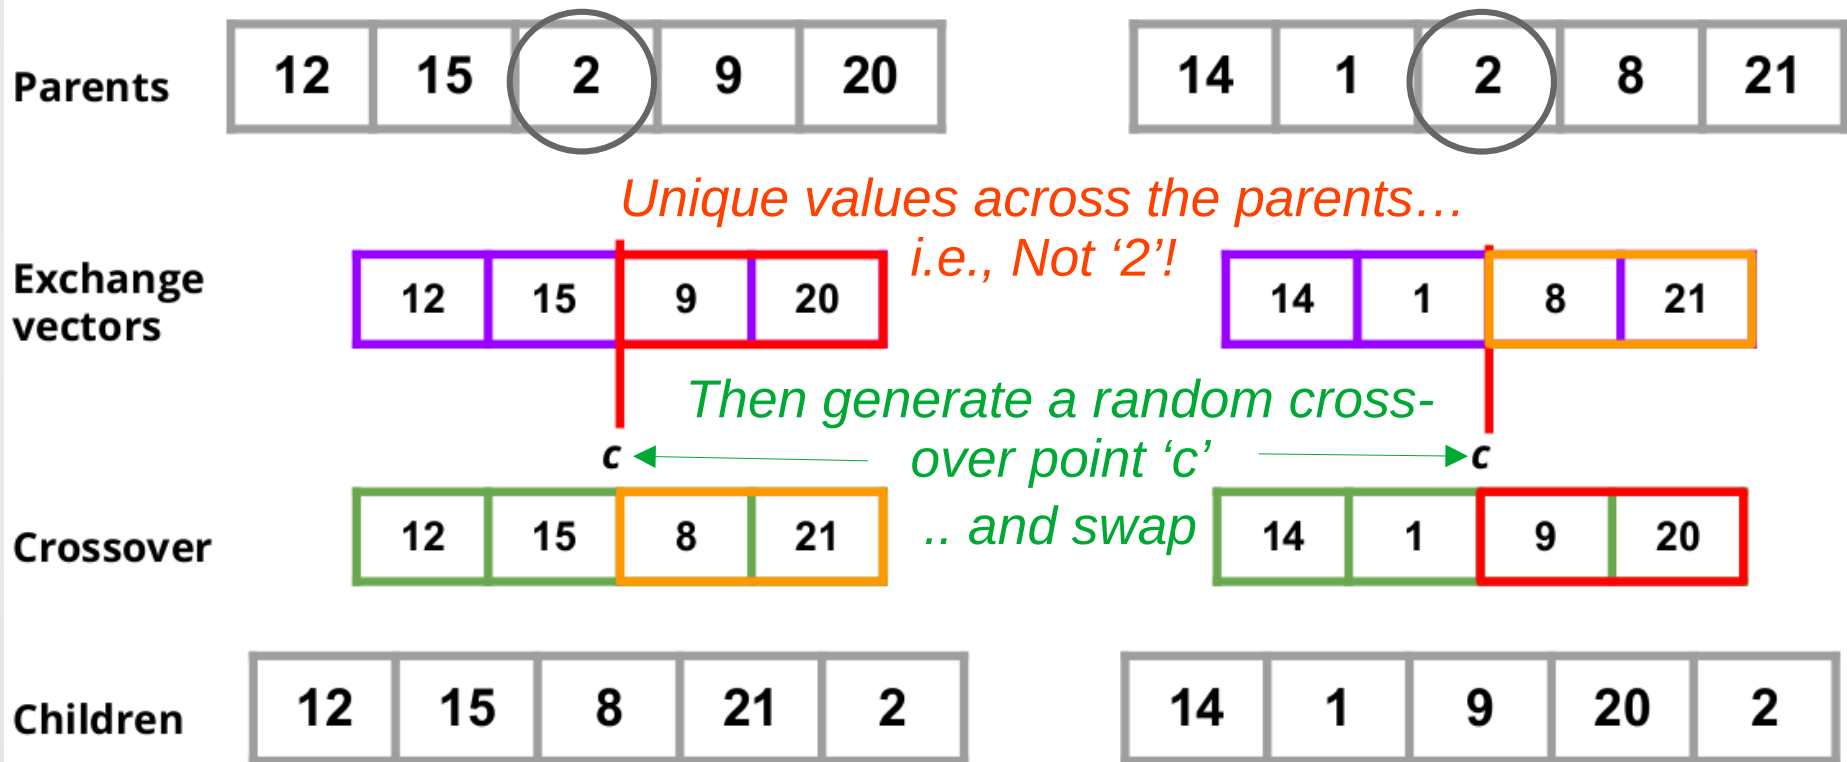 Parents 12 15 2 9 20 14 1 2 8 21
Unique values across the parents…
i.e., Not ‘2’!
Exchange
vectors
12 15 9 20 14 1 8 21
Then generate a random cross-
over point ‘c’
c c
.. and swap
Crossover 12 15 8 21 14 1 9 20
Children 12 15 8 21 2 14 1 9 20 2